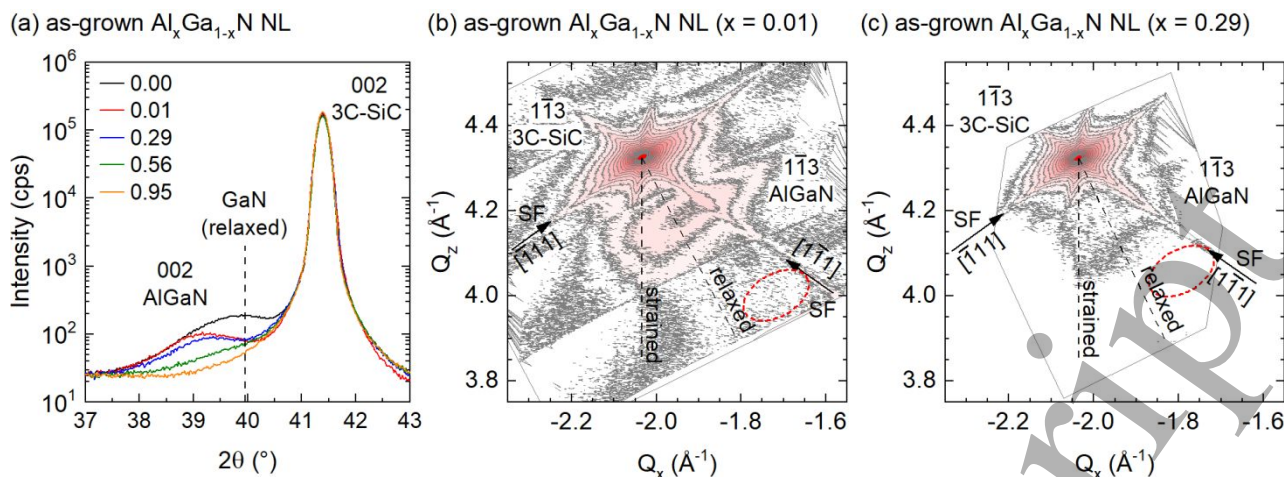 (a) as-grown AlxGa1-xN NL
(b) as-grown AlxGa1-xN NL (x = 0.01)
(c) as-grown AlxGa1-xN NL (x = 0.29)
10⁶
10⁵
10⁴
10³
10²
10¹
Intensity (cps)
0.00
0.01
0.29
0.56
0.95
002
3C-SiC
GaN
(relaxed)
002
AlGaN
37 38 39 40 41 42 43
2θ (°)
4.4
4.2
4.0
3.8
Qz (Å⁻¹)
11̄3
3C-SiC
11̄3
AlGaN
SF
[1̄11]
[11̄1]
SF
strained
relaxed
-2.2 -2.0 -1.8 -1.6
Qx (Å⁻¹)
4.4
4.2
4.0
3.8
Qz (Å⁻¹)
11̄3
3C-SiC
11̄3
AlGaN
SF
[1̄11]
SF
[11̄1]
strained
relaxed
-2.2 -2.0 -1.8 -1.6
Qx (Å⁻¹)